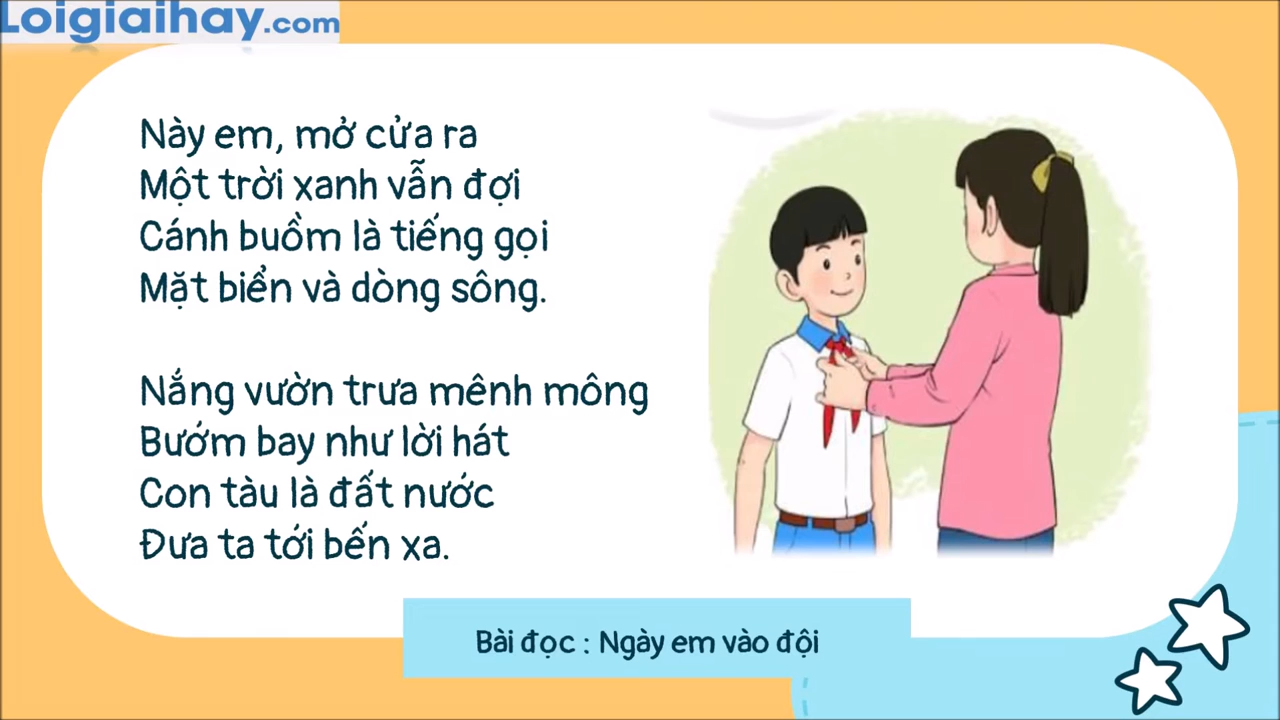 Loigiaihay.com
Này em, mở cửa ra
Một trời xanh vẫn đợi
Cánh buồm là tiếng gọi
Mặt biển và dòng sông.
Nắng vườn trưa mênh mông
Bướm bay như lời hát
Con tàu là đất nước
Đưa ta tới bến xa.
Bài đọc : Ngày em vào đội